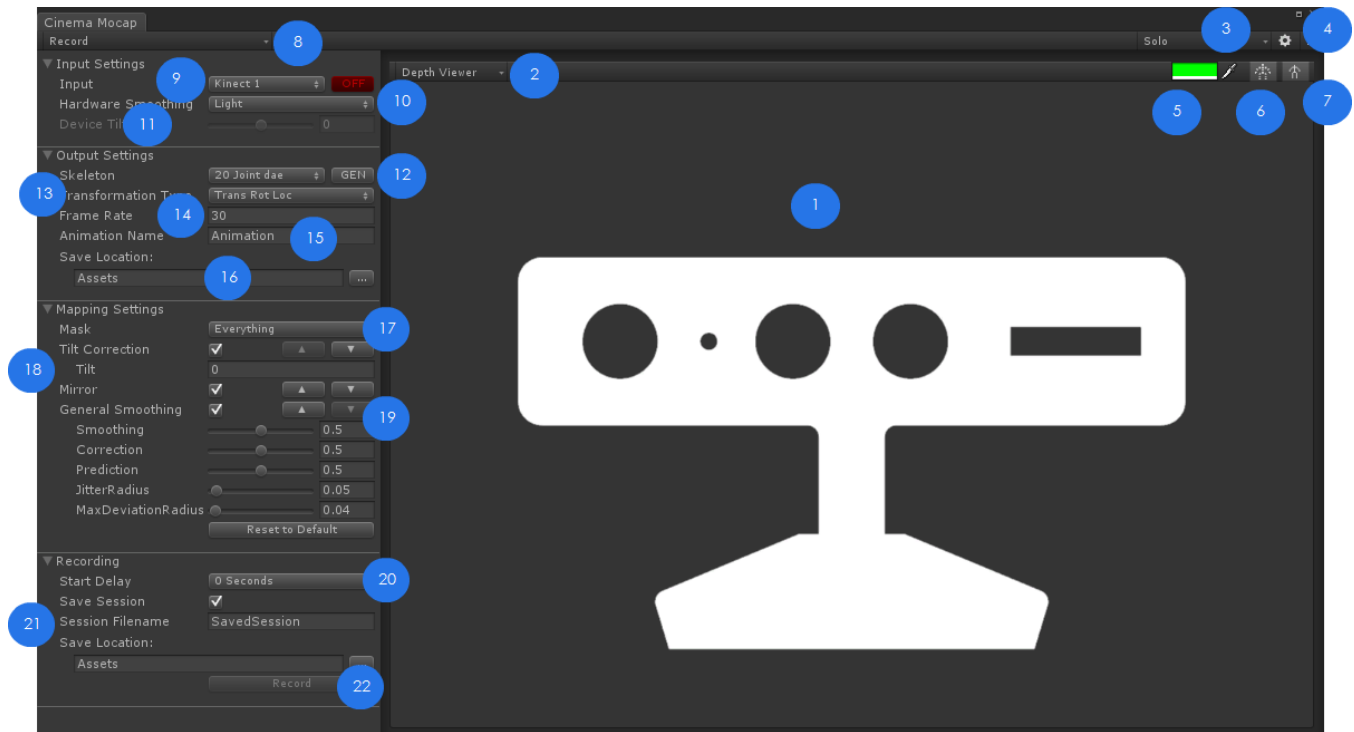 Cinema Mocap
Record 8 Solo 3 4
Input Settings
Input 9 Kinect 1 OFF
Depth Viewer 2 5 6 7
Hardware Smoothing Light 10
Device Tilt 11 0
Output Settings
Skeleton 20 Joint dae GEN 12
13 Transformation Type Trans Rot Loc
Frame Rate 14 30
Animation Name Animation 15
Save Location:
Assets 16 ...
1
Mapping Settings
Mask Everything 17
Tilt Correction
18 Tilt 0
Mirror
General Smoothing 19
Smoothing 0.5
Correction 0.5
Prediction 0.5
JitterRadius 0.05
MaxDeviationRadius 0.04
Reset to Default
Recording
Start Delay 0 Seconds 20
Save Session
21 Session Filename SavedSession
Save Location:
Assets ...
Record 22